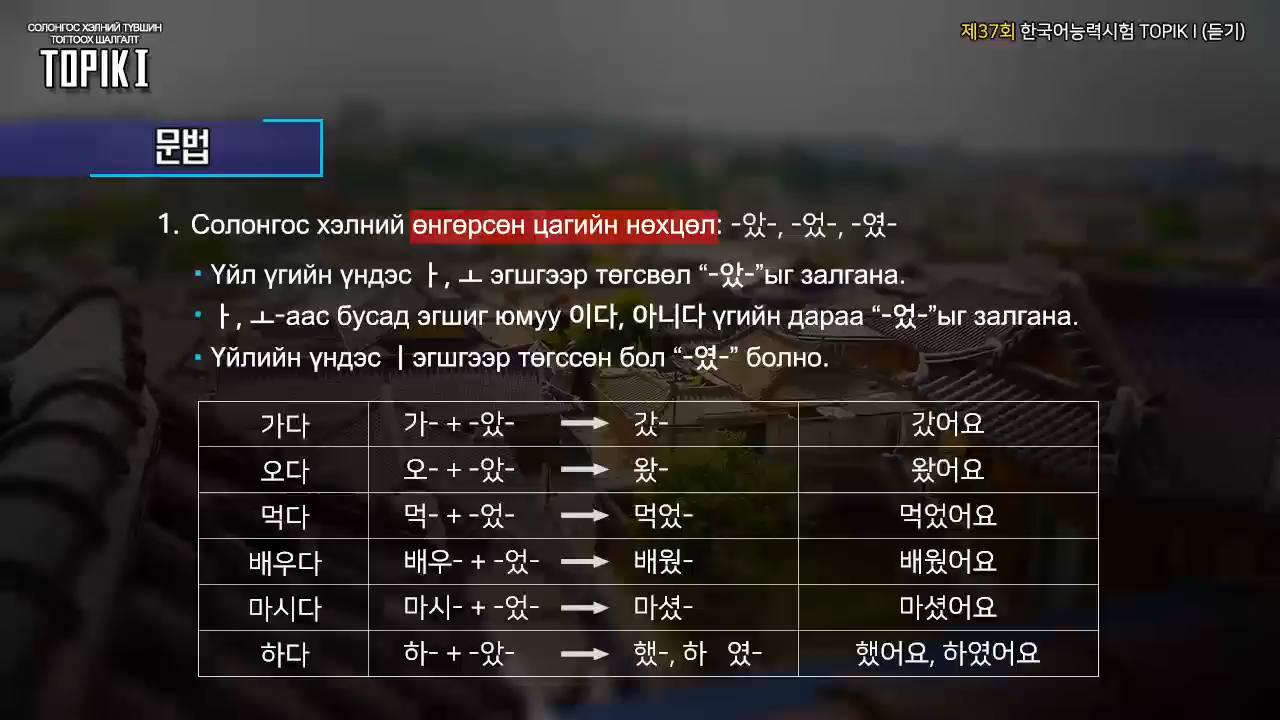 СОЛОНГОС ХЭЛНИЙ ТҮВШИН
ТОГТООХ ШАЛГАЛТ
TOPIK I
제37회 한국어능력시험 TOPIK I (듣기)
문법
1. Солонгос хэлний өнгөрсөн цагийн нөхцөл: -았-, -었-, -였-
▪ Үйл үгийн үндэс ㅏ, ㅗ эгшгээр төгсвөл “-았-”ыг залгана.
▪ ㅏ, ㅗ-аас бусад эгшиг юмуу 이다, 아니다 үгийн дараа “-었-”ыг залгана.
▪ Үйлийн үндэс ㅣэгшгээр төгссөн бол “-였-” болно.
가다 가- + -았- → 갔- 갔어요
오다 오- + -았- → 왔- 왔어요
먹다 먹- + -었- → 먹었- 먹었어요
배우다 배우- + -었- → 배웠- 배웠어요
마시다 마시- + -었- → 마셨- 마셨어요
하다 하- + -았- → 했-, 하 였- 했어요, 하였어요